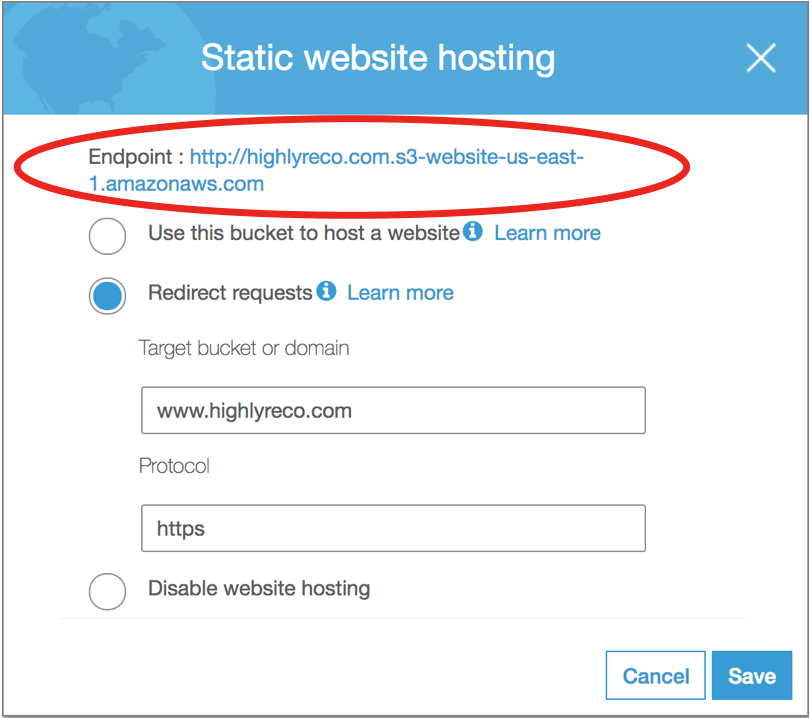 Static website hosting
Endpoint : http://highlyreco.com.s3-website-us-east-
1.amazonaws.com
Use this bucket to host a website Learn more
Redirect requests Learn more
Target bucket or domain
www.highlyreco.com
Protocol
https
Disable website hosting
Cancel Save